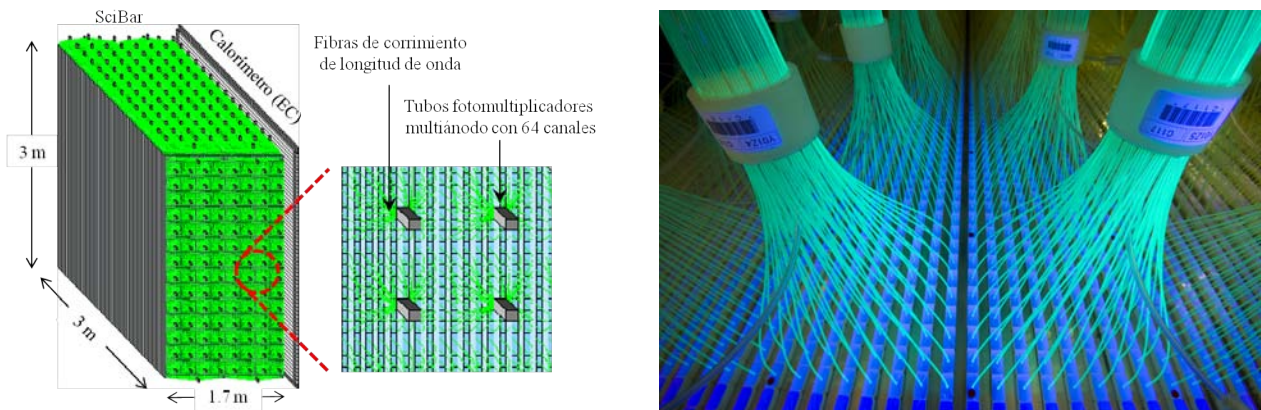 SciBar
Calorímetro (EC)
Fibras de corrimiento
de longitud de onda
Tubos fotomultiplicadores
multiánodo con 64 canales
3 m
3 m
1.7 m